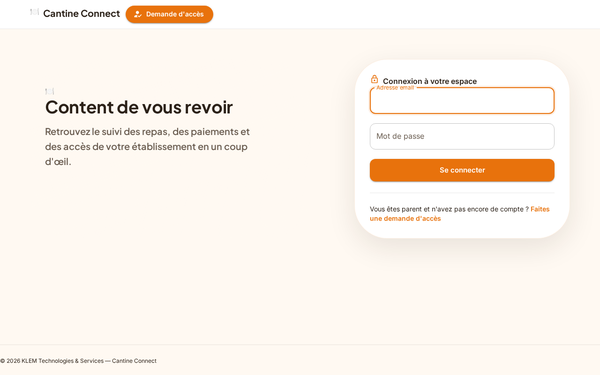 Cantine Connect
Demande d'accès
Content de vous revoir
Retrouvez le suivi des repas, des paiements et
des accès de votre établissement en un coup
d'œil.
Connexion à votre espace
Adresse email
Mot de passe
Se connecter
Vous êtes parent et n'avez pas encore de compte ? Faites
une demande d'accès
© 2026 KLEM Technologies & Services — Cantine Connect